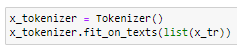 x_tokenizer = Tokenizer()
x_tokenizer.fit_on_texts(list(x_tr))